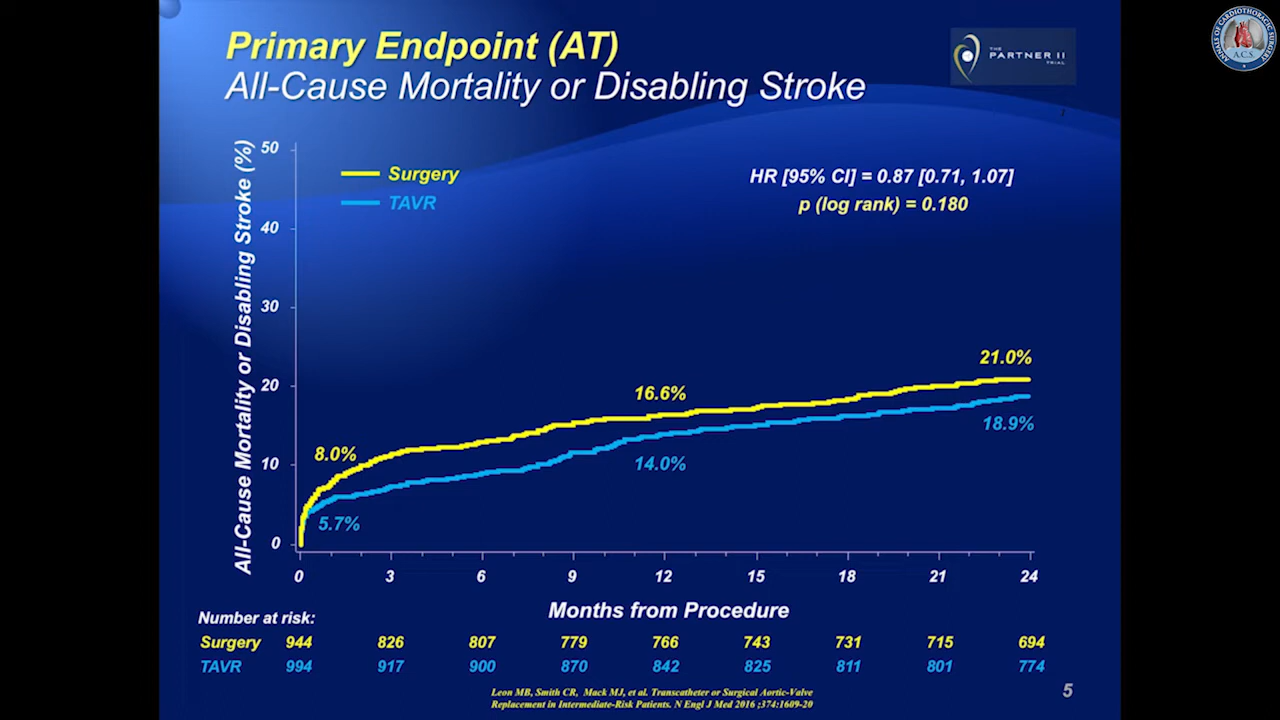 Primary Endpoint (AT)
All-Cause Mortality or Disabling Stroke
THE
PARTNER II
TRIAL
ANNALS OF CARDIOTHORACIC SURGERY
A.C.S.
All-Cause Mortality or Disabling Stroke (%)
50
40
30
20
10
0
Surgery
TAVR
HR [95% CI] = 0.87 [0.71, 1.07]
p (log rank) = 0.180
8.0%
5.7%
16.6%
14.0%
21.0%
18.9%
0 3 6 9 12 15 18 21 24
Months from Procedure
Number at risk:
Surgery 944 826 807 779 766 743 731 715 694
TAVR 994 917 900 870 842 825 811 801 774
Leon MB, Smith CR, Mack MJ, et al. Transcatheter or Surgical Aortic-Valve
Replacement in Intermediate-Risk Patients. N Engl J Med 2016 ;374:1609-20
5